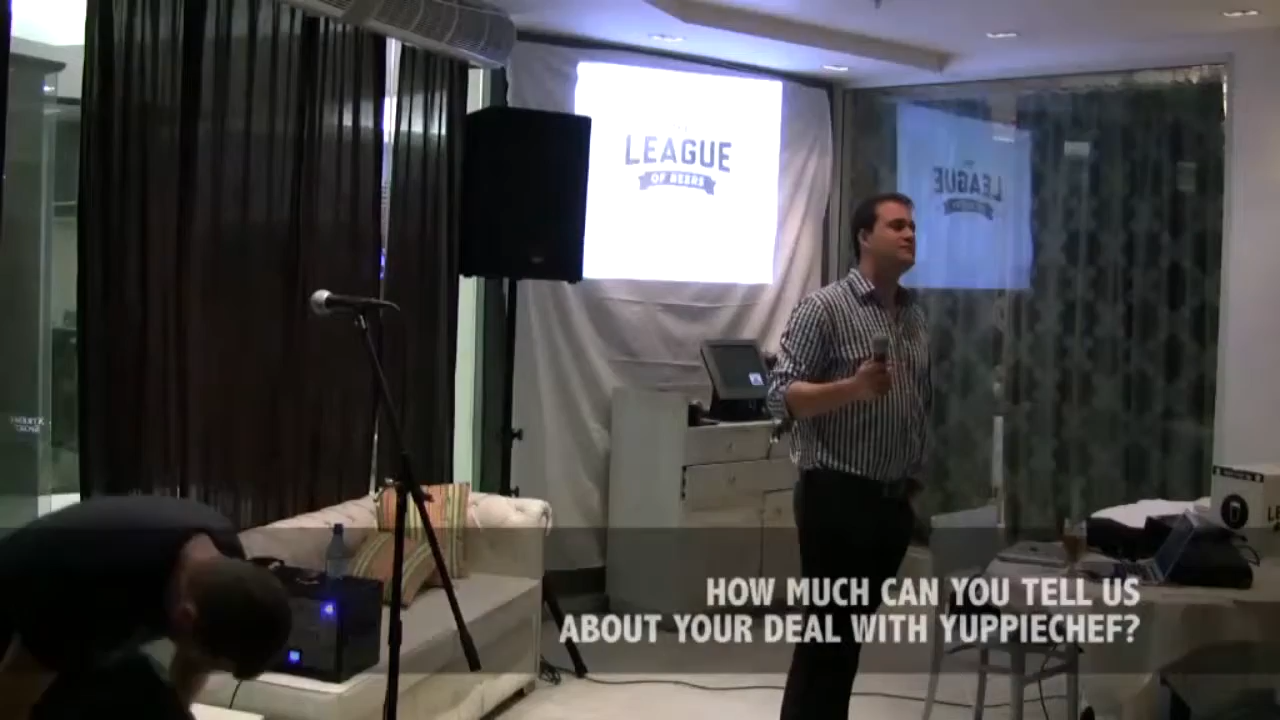 LEAGUE
OF BEERS
HOW MUCH CAN YOU TELL US
ABOUT YOUR DEAL WITH YUPPIECHEF?